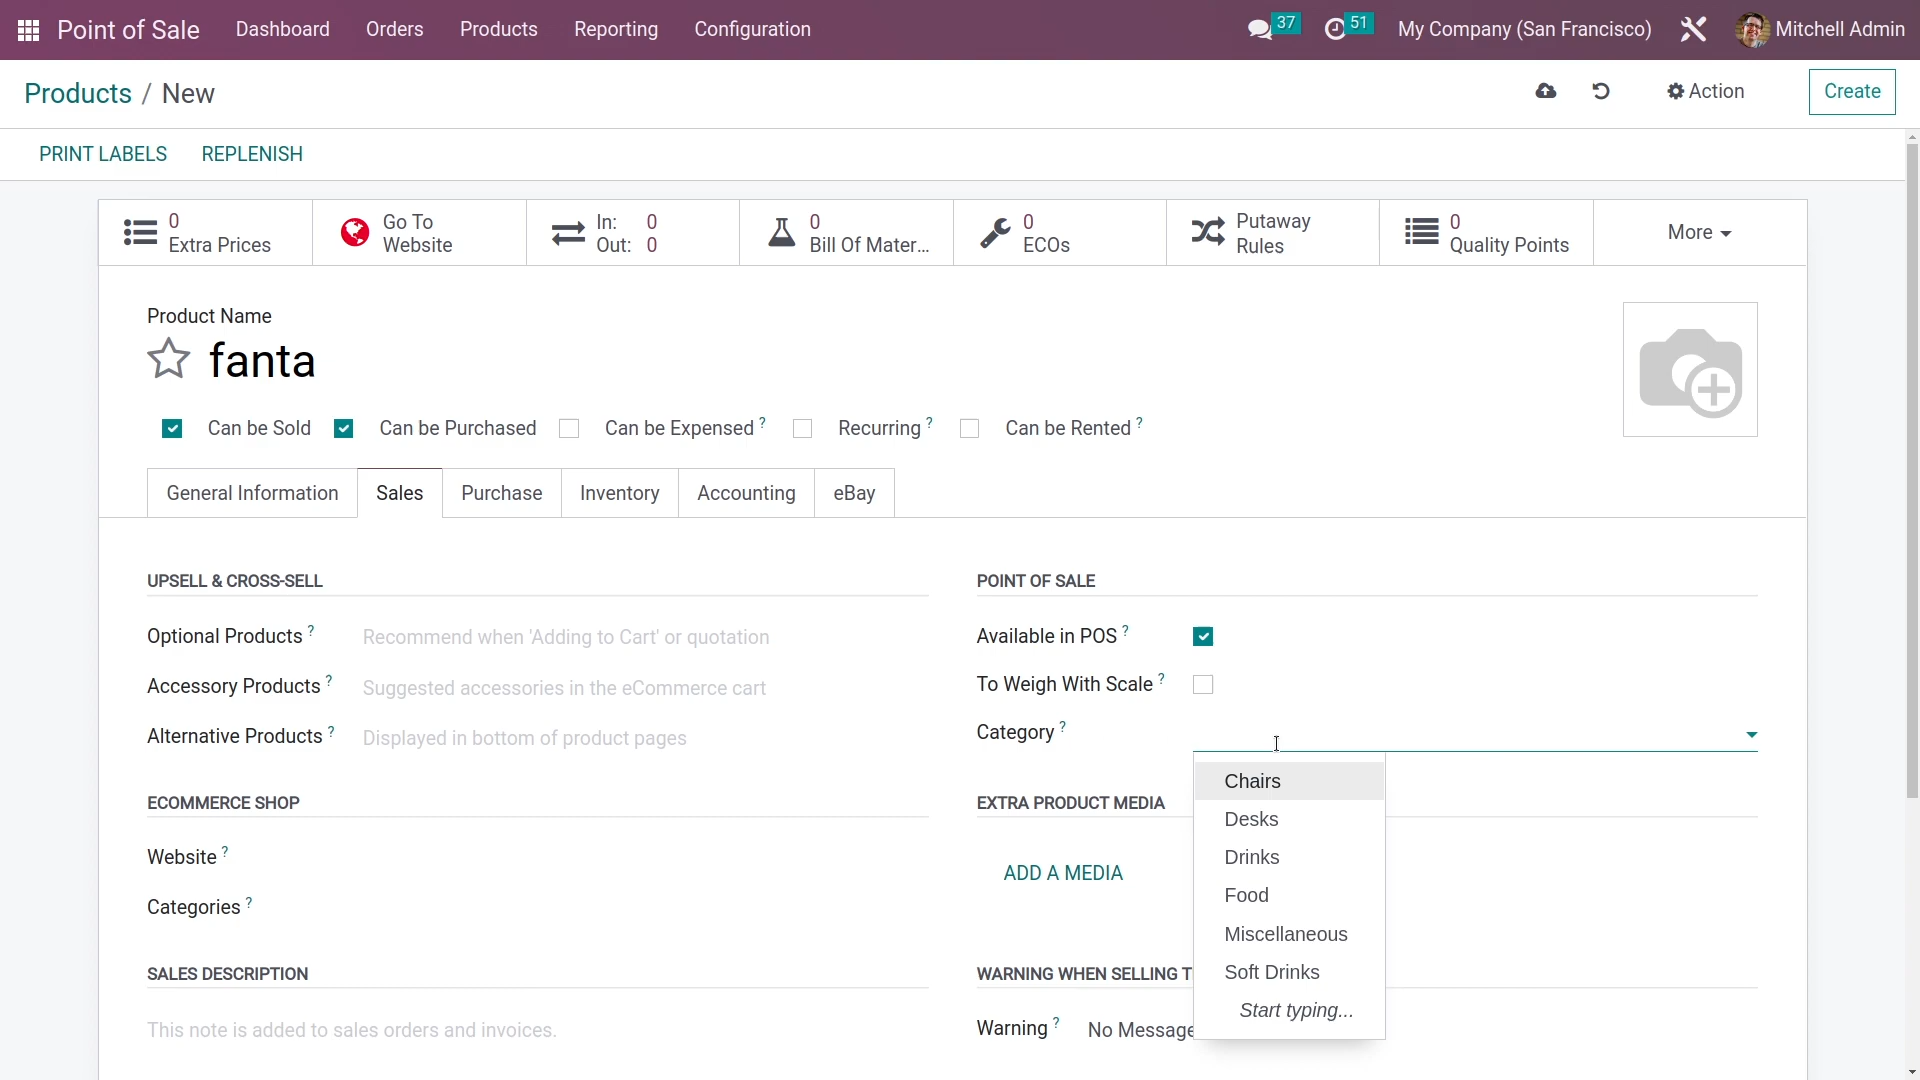 Point of Sale Dashboard Orders Products Reporting Configuration 37 51 My Company (San Francisco) Mitchell Admin
Products / New Action Create
PRINT LABELS REPLENISH
0 Extra Prices
Go To Website
In: 0
Out: 0
0 Bill Of Mater...
0 ECOs
Putaway Rules
0 Quality Points
More
Product Name
fanta
Can be Sold Can be Purchased Can be Expensed ? Recurring ? Can be Rented ?
General Information Sales Purchase Inventory Accounting eBay
UPSELL & CROSS-SELL
Optional Products ? Recommend when 'Adding to Cart' or quotation
Accessory Products ? Suggested accessories in the eCommerce cart
Alternative Products ? Displayed in bottom of product pages
POINT OF SALE
Available in POS ?
To Weigh With Scale ?
Category ?
Chairs
Desks
Drinks
Food
Miscellaneous
Soft Drinks
Start typing...
ECOMMERCE SHOP
Website ?
Categories ?
EXTRA PRODUCT MEDIA
ADD A MEDIA
SALES DESCRIPTION
This note is added to sales orders and invoices.
WARNING WHEN SELLING T
Warning ? No Message